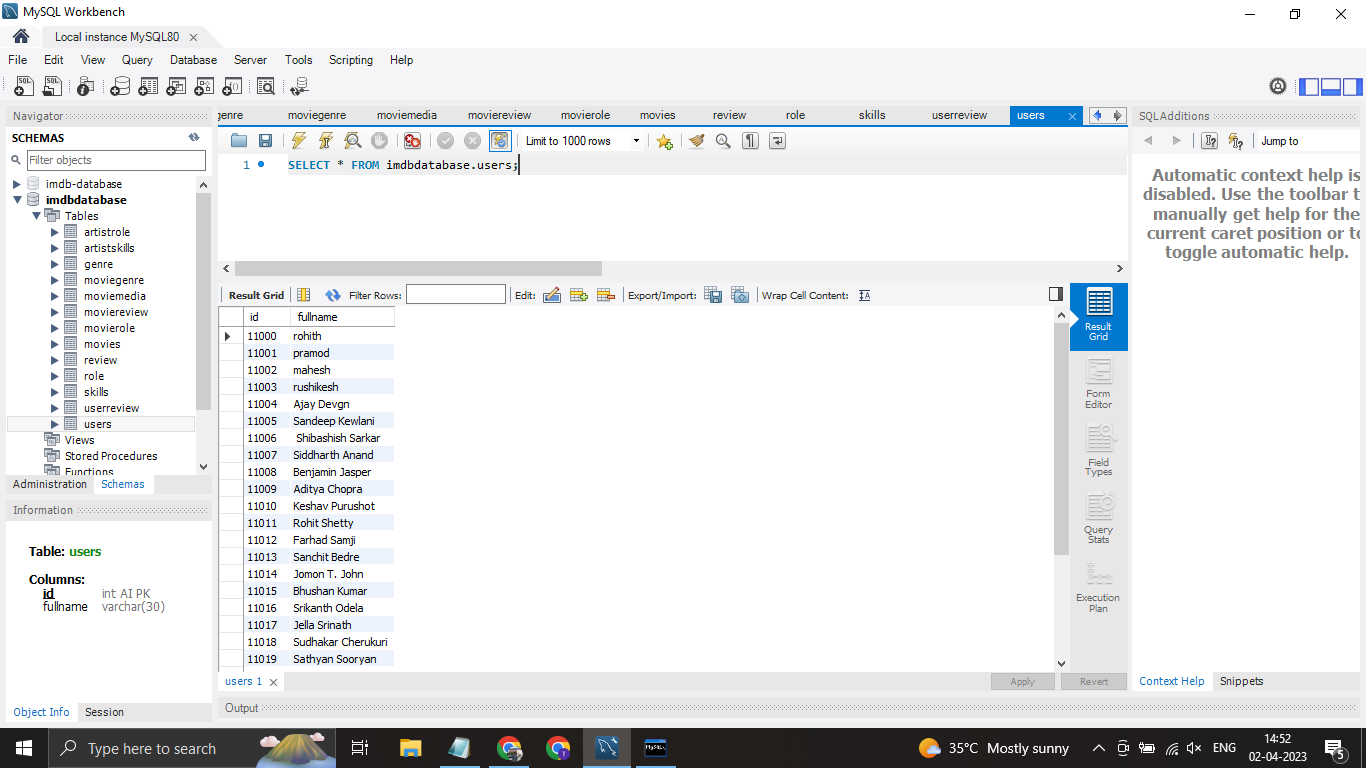 MySQL Workbench
Local instance MySQL80
File Edit View Query Database Server Tools Scripting Help
Navigator
SCHEMAS
Filter objects
imdb-database
imdbdatabase
Tables
artistrole
artistskills
genre
moviegenre
moviemedia
moviereview
movierole
movies
review
role
skills
userreview
users
Views
Stored Procedures
Functions
Administration Schemas
Information
Table: users
Columns:
id int AI PK
fullname varchar(30)
Object Info Session
genre moviegenre moviemedia moviereview movierole movies review role skills userreview users
Limit to 1000 rows
1 SELECT * FROM imdbdatabase.users;
Result Grid Filter Rows: Edit: Export/Import: Wrap Cell Content:
id fullname
11000 rohith
11001 pramod
11002 mahesh
11003 rushikesh
11004 Ajay Devgn
11005 Sandeep Kewlani
11006 Shibashish Sarkar
11007 Siddharth Anand
11008 Benjamin Jasper
11009 Aditya Chopra
11010 Keshav Purushot
11011 Rohit Shetty
11012 Farhad Samji
11013 Sanchit Bedre
11014 Jomon T. John
11015 Bhushan Kumar
11016 Srikanth Odela
11017 Jella Srinath
11018 Sudhakar Cherukuri
11019 Sathyan Sooryan
Result
Grid
Form
Editor
Field
Types
Query
Stats
Execution
Plan
users 1
Apply Revert
Output
SQLAdditions
Jump to
Automatic context help is
disabled. Use the toolbar t
manually get help for the
current caret position or to
toggle automatic help.
Context Help Snippets
Type here to search
35°C Mostly sunny
ENG
14:52
02-04-2023
5